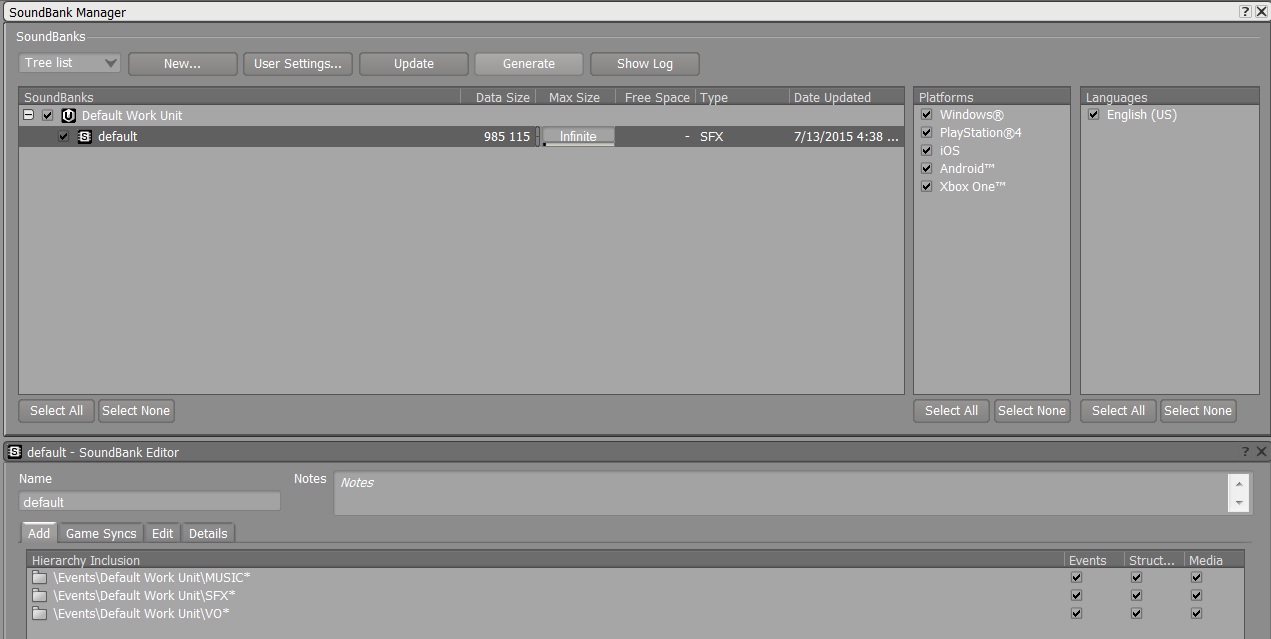 SoundBank Manager
SoundBanks
Tree list New... User Settings... Update Generate Show Log
SoundBanks Data Size Max Size Free Space Type Date Updated Platforms Languages
Default Work Unit Windows® English (US)
default 985 115 Infinite - SFX 7/13/2015 4:38 ... PlayStation®4
iOS
Android™
Xbox One™
Select All Select None Select All Select None Select All Select None
default - SoundBank Editor
Name Notes Notes
default
Add Game Syncs Edit Details
Hierarchy Inclusion Events Struct... Media
\Events\Default Work Unit\MUSIC*
\Events\Default Work Unit\SFX*
\Events\Default Work Unit\VO*